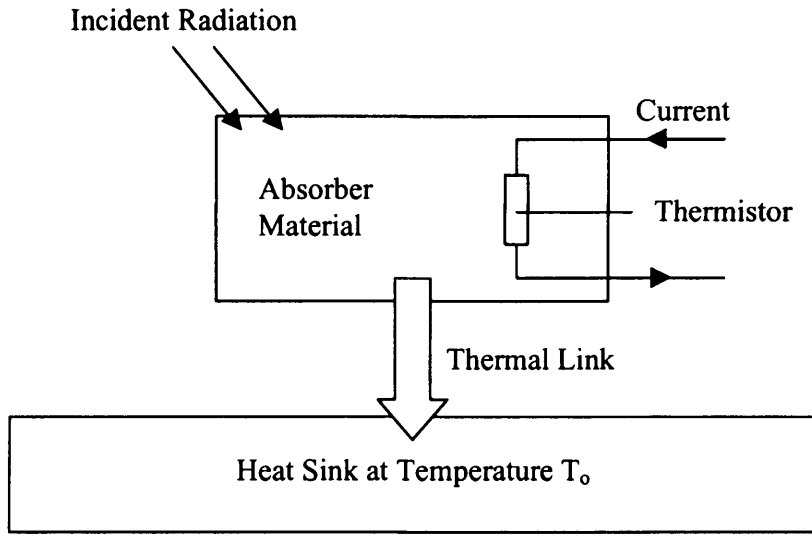 Incident Radiation
Current
Absorber
Material
Thermistor
Thermal Link
Heat Sink at Temperature Tₒ